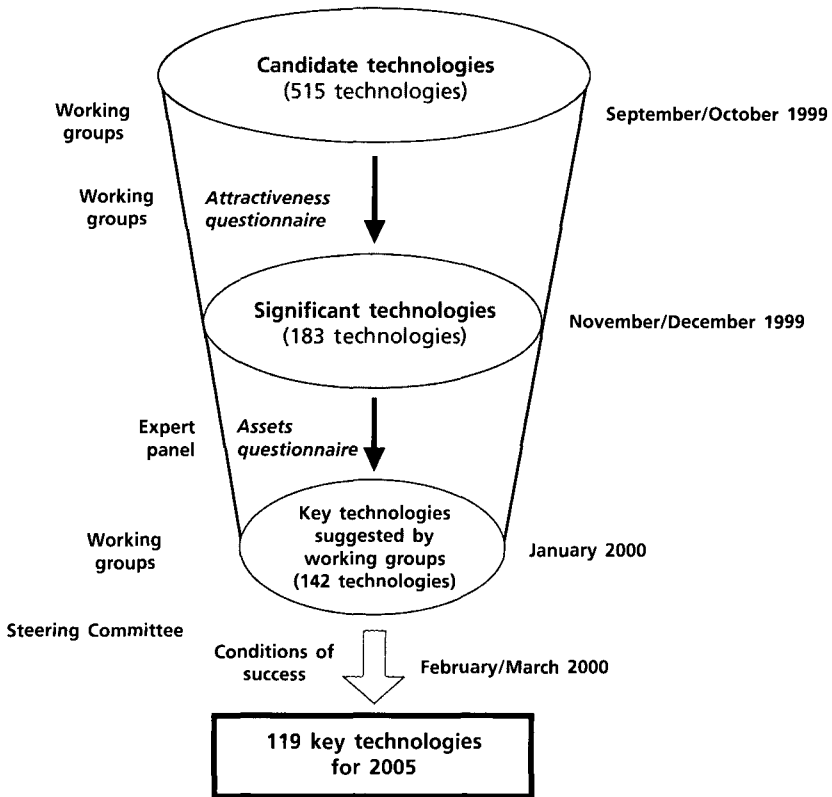 Candidate technologies
(515 technologies)
Working
groups
September/October 1999
Working
groups
Attractiveness
questionnaire
Significant technologies
(183 technologies)
November/December 1999
Expert
panel
Assets
questionnaire
Key technologies
suggested by
working groups
(142 technologies)
Working
groups
January 2000
Steering Committee
Conditions of
success
February/March 2000
119 key technologies
for 2005